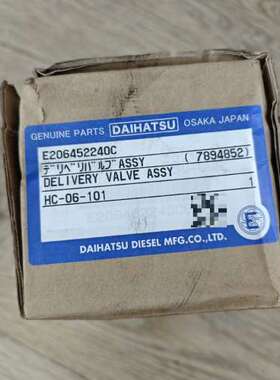 GENUINE PARTS DAIHATSU OSAKA JAPAN
E206452240C
デリベリバルブASSY (7894852)
DELIVERY VALVE ASSY
HC-06-101 1
DAIHATSU DIESEL MFG.CO.,LTD.